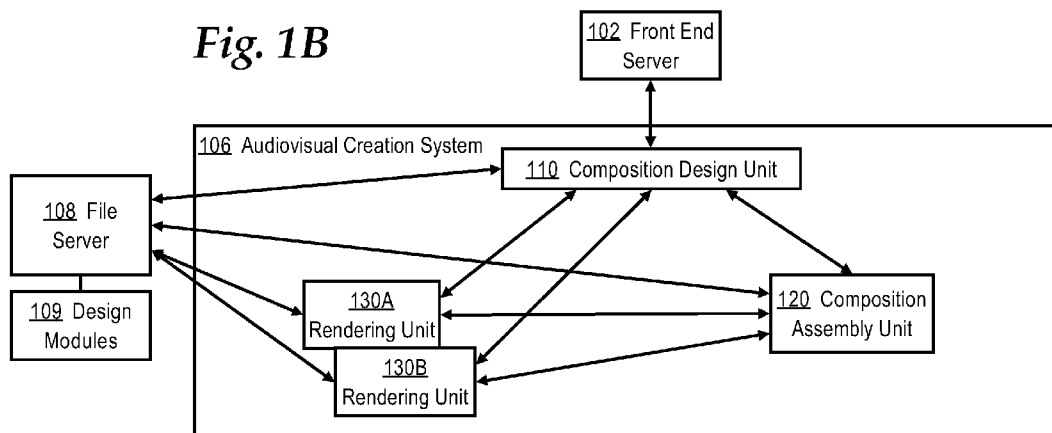 Fig. 1B
102 Front End
Server
106 Audiovisual Creation System
110 Composition Design Unit
108 File
Server
109 Design
Modules
130A
Rendering Unit
130B
Rendering Unit
120 Composition
Assembly Unit